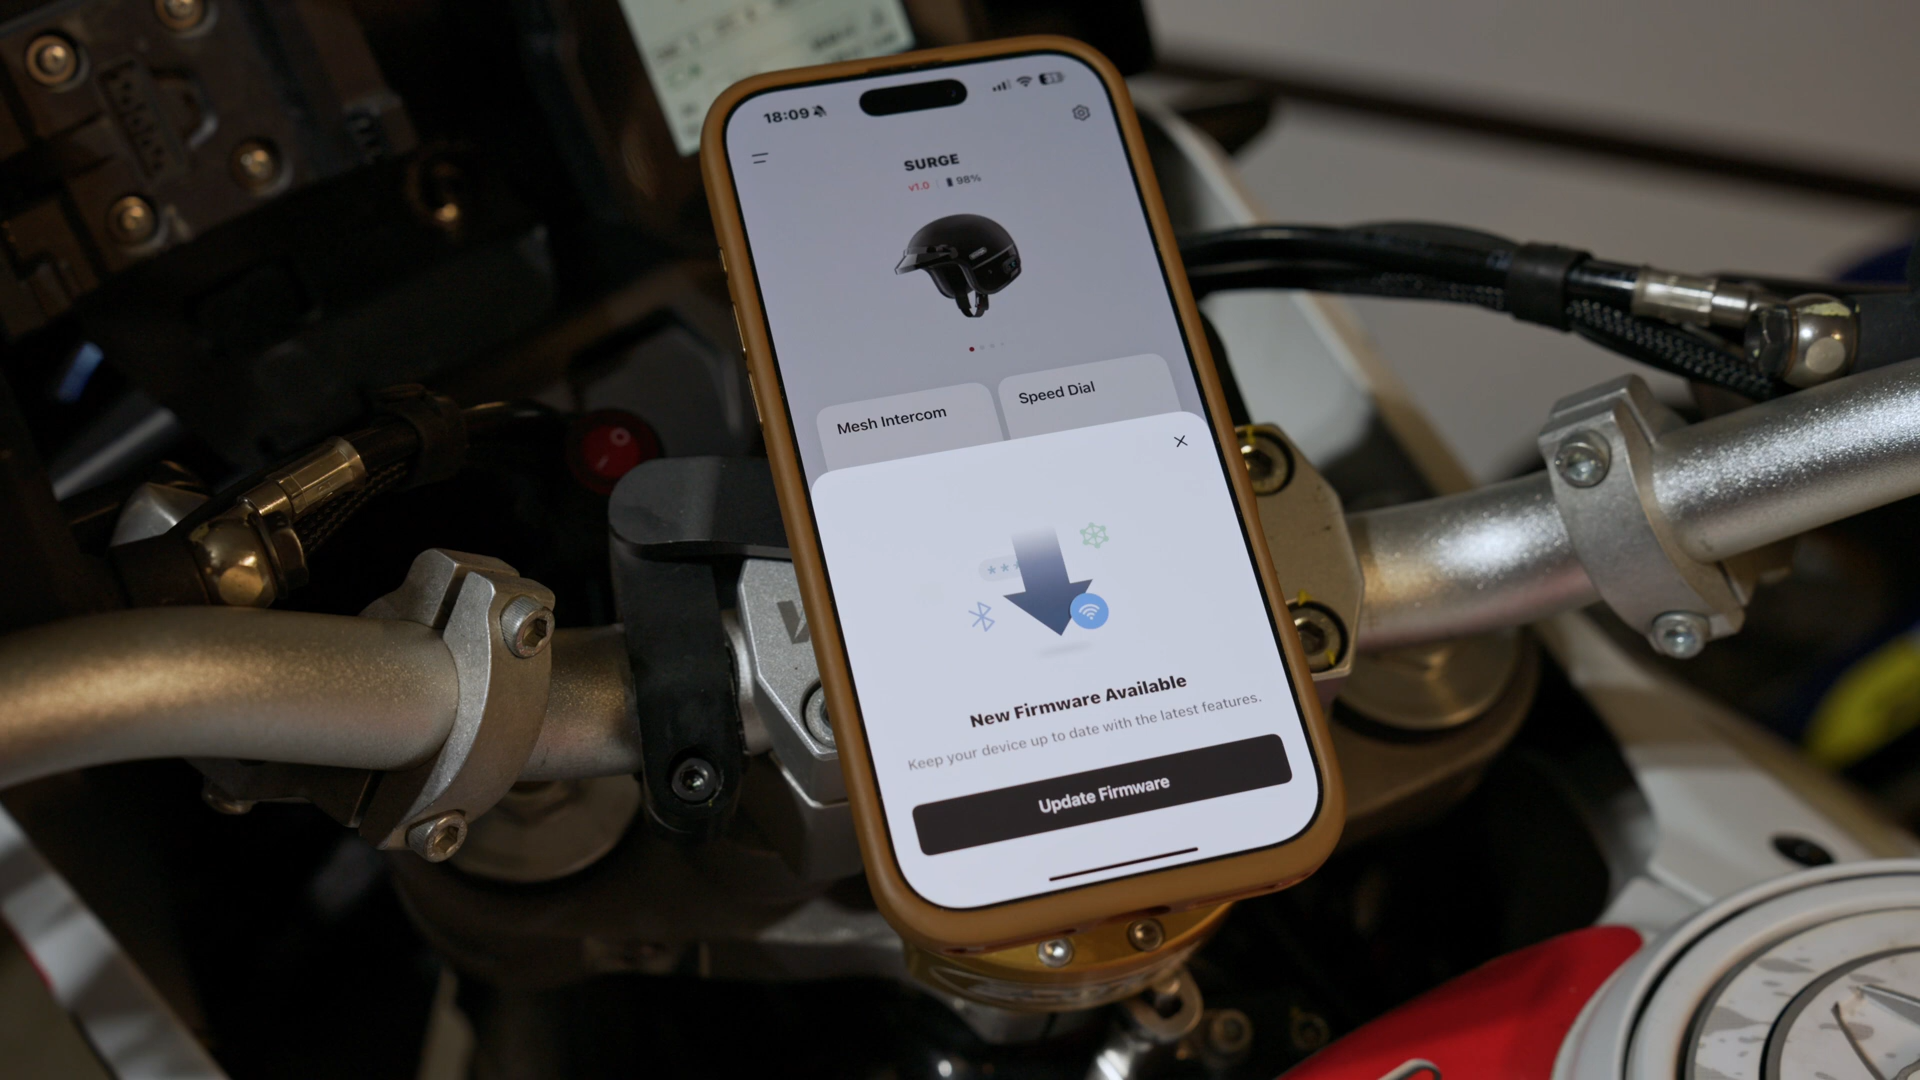 18:09
SURGE
v1.0 98%
Mesh Intercom
Speed Dial
New Firmware Available
Keep your device up to date with the latest features.
Update Firmware